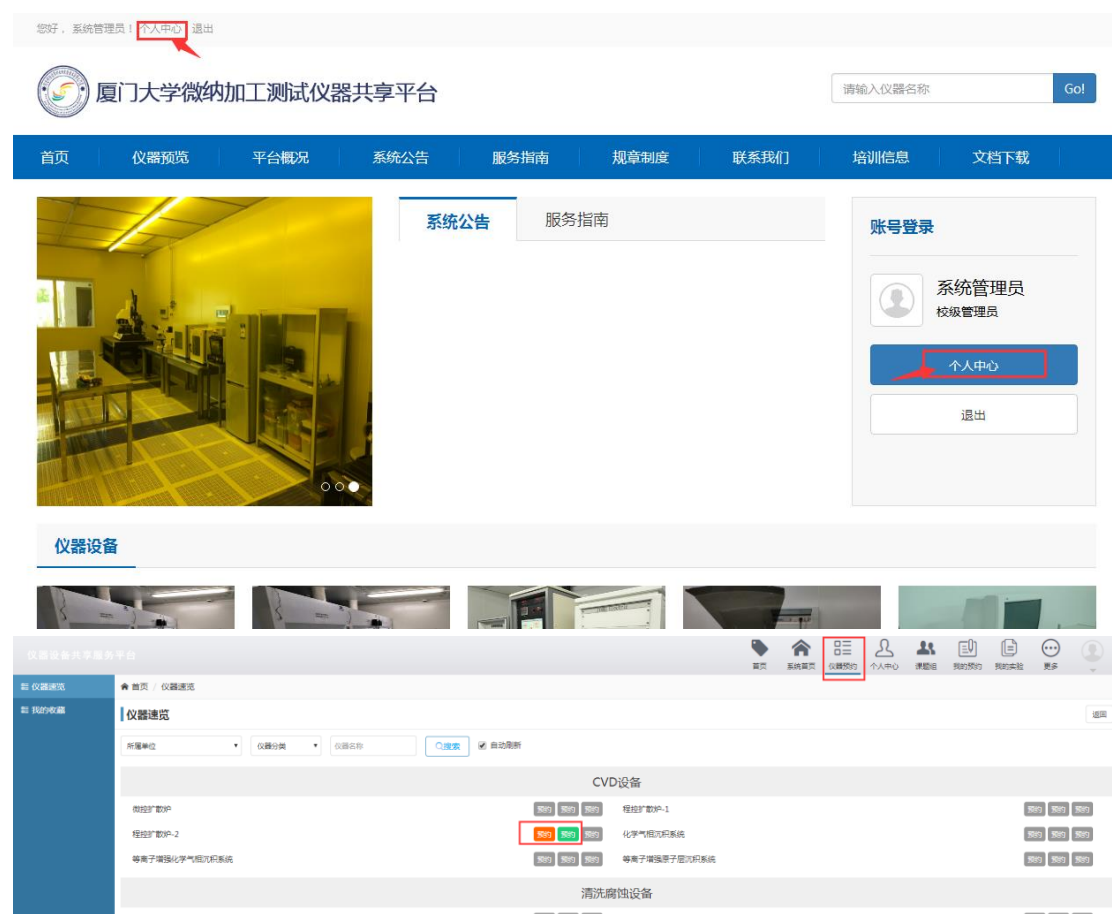 您好，系统管理员！ 个人中心 退出
厦门大学微纳加工测试仪器共享平台
请输入仪器名称 Go!
首页 仪器预览 平台概况 系统公告 服务指南 规章制度 联系我们 培训信息 文档下载
系统公告 服务指南
账号登录
系统管理员
校级管理员
个人中心
退出
仪器设备
仪器设备共享服务平台
首页 系统首页 仪器预约 个人中心 课题组 我的预约 我的实验 更多
仪器速览
首页 / 仪器速览
我的收藏
仪器速览
返回
所属单位 仪器分类 仪器名称 搜索 自动刷新
CVD设备
微控扩散炉 预约 预约 预约 程控扩散炉-1 预约 预约 预约
程控扩散炉-2 预约 预约 预约 化学气相沉积系统 预约 预约 预约
等离子增强化学气相沉积系统 预约 预约 预约 等离子增强原子层沉积系统 预约 预约 预约
清洗腐蚀设备